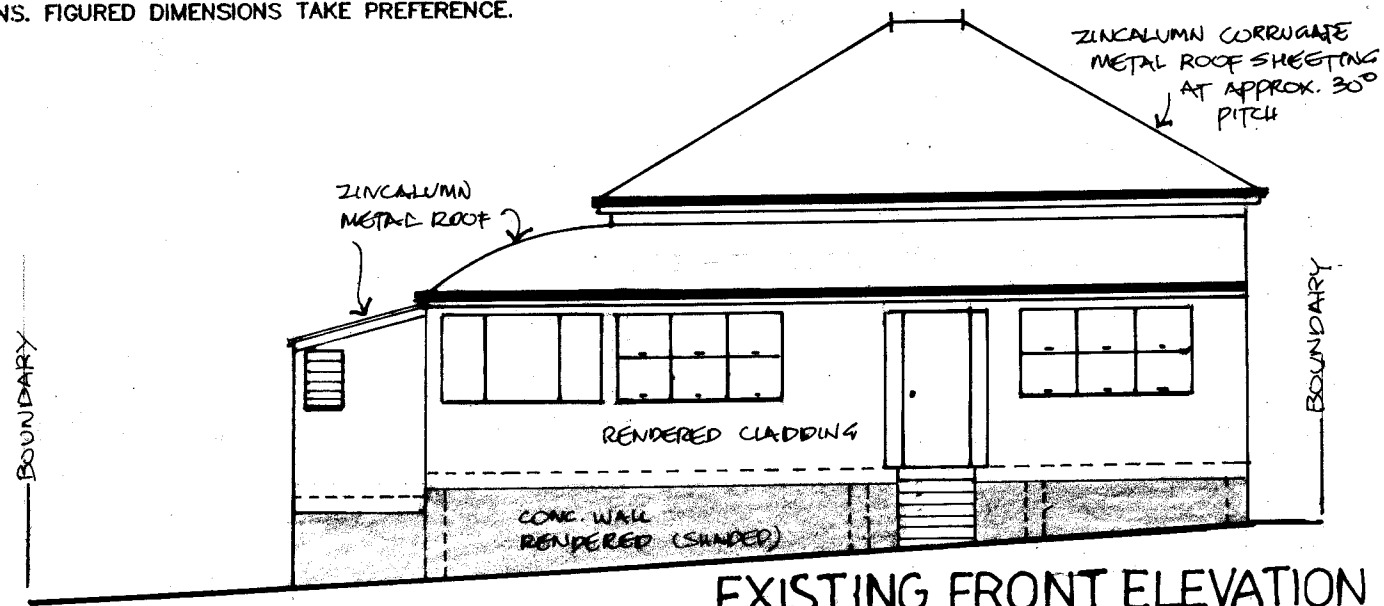 NS. FIGURED DIMENSIONS TAKE PREFERENCE.
ZINCALUMN CORRUGATE
METAL ROOF SHEETING
AT APPROX. 30°
PITCH
ZINCALUMN
METAL ROOF
BOUNDARY
BOUNDARY
RENDERED CLADDING
CONC. WALL
RENDERED (SHADED)
EXISTING FRONT ELEVATION